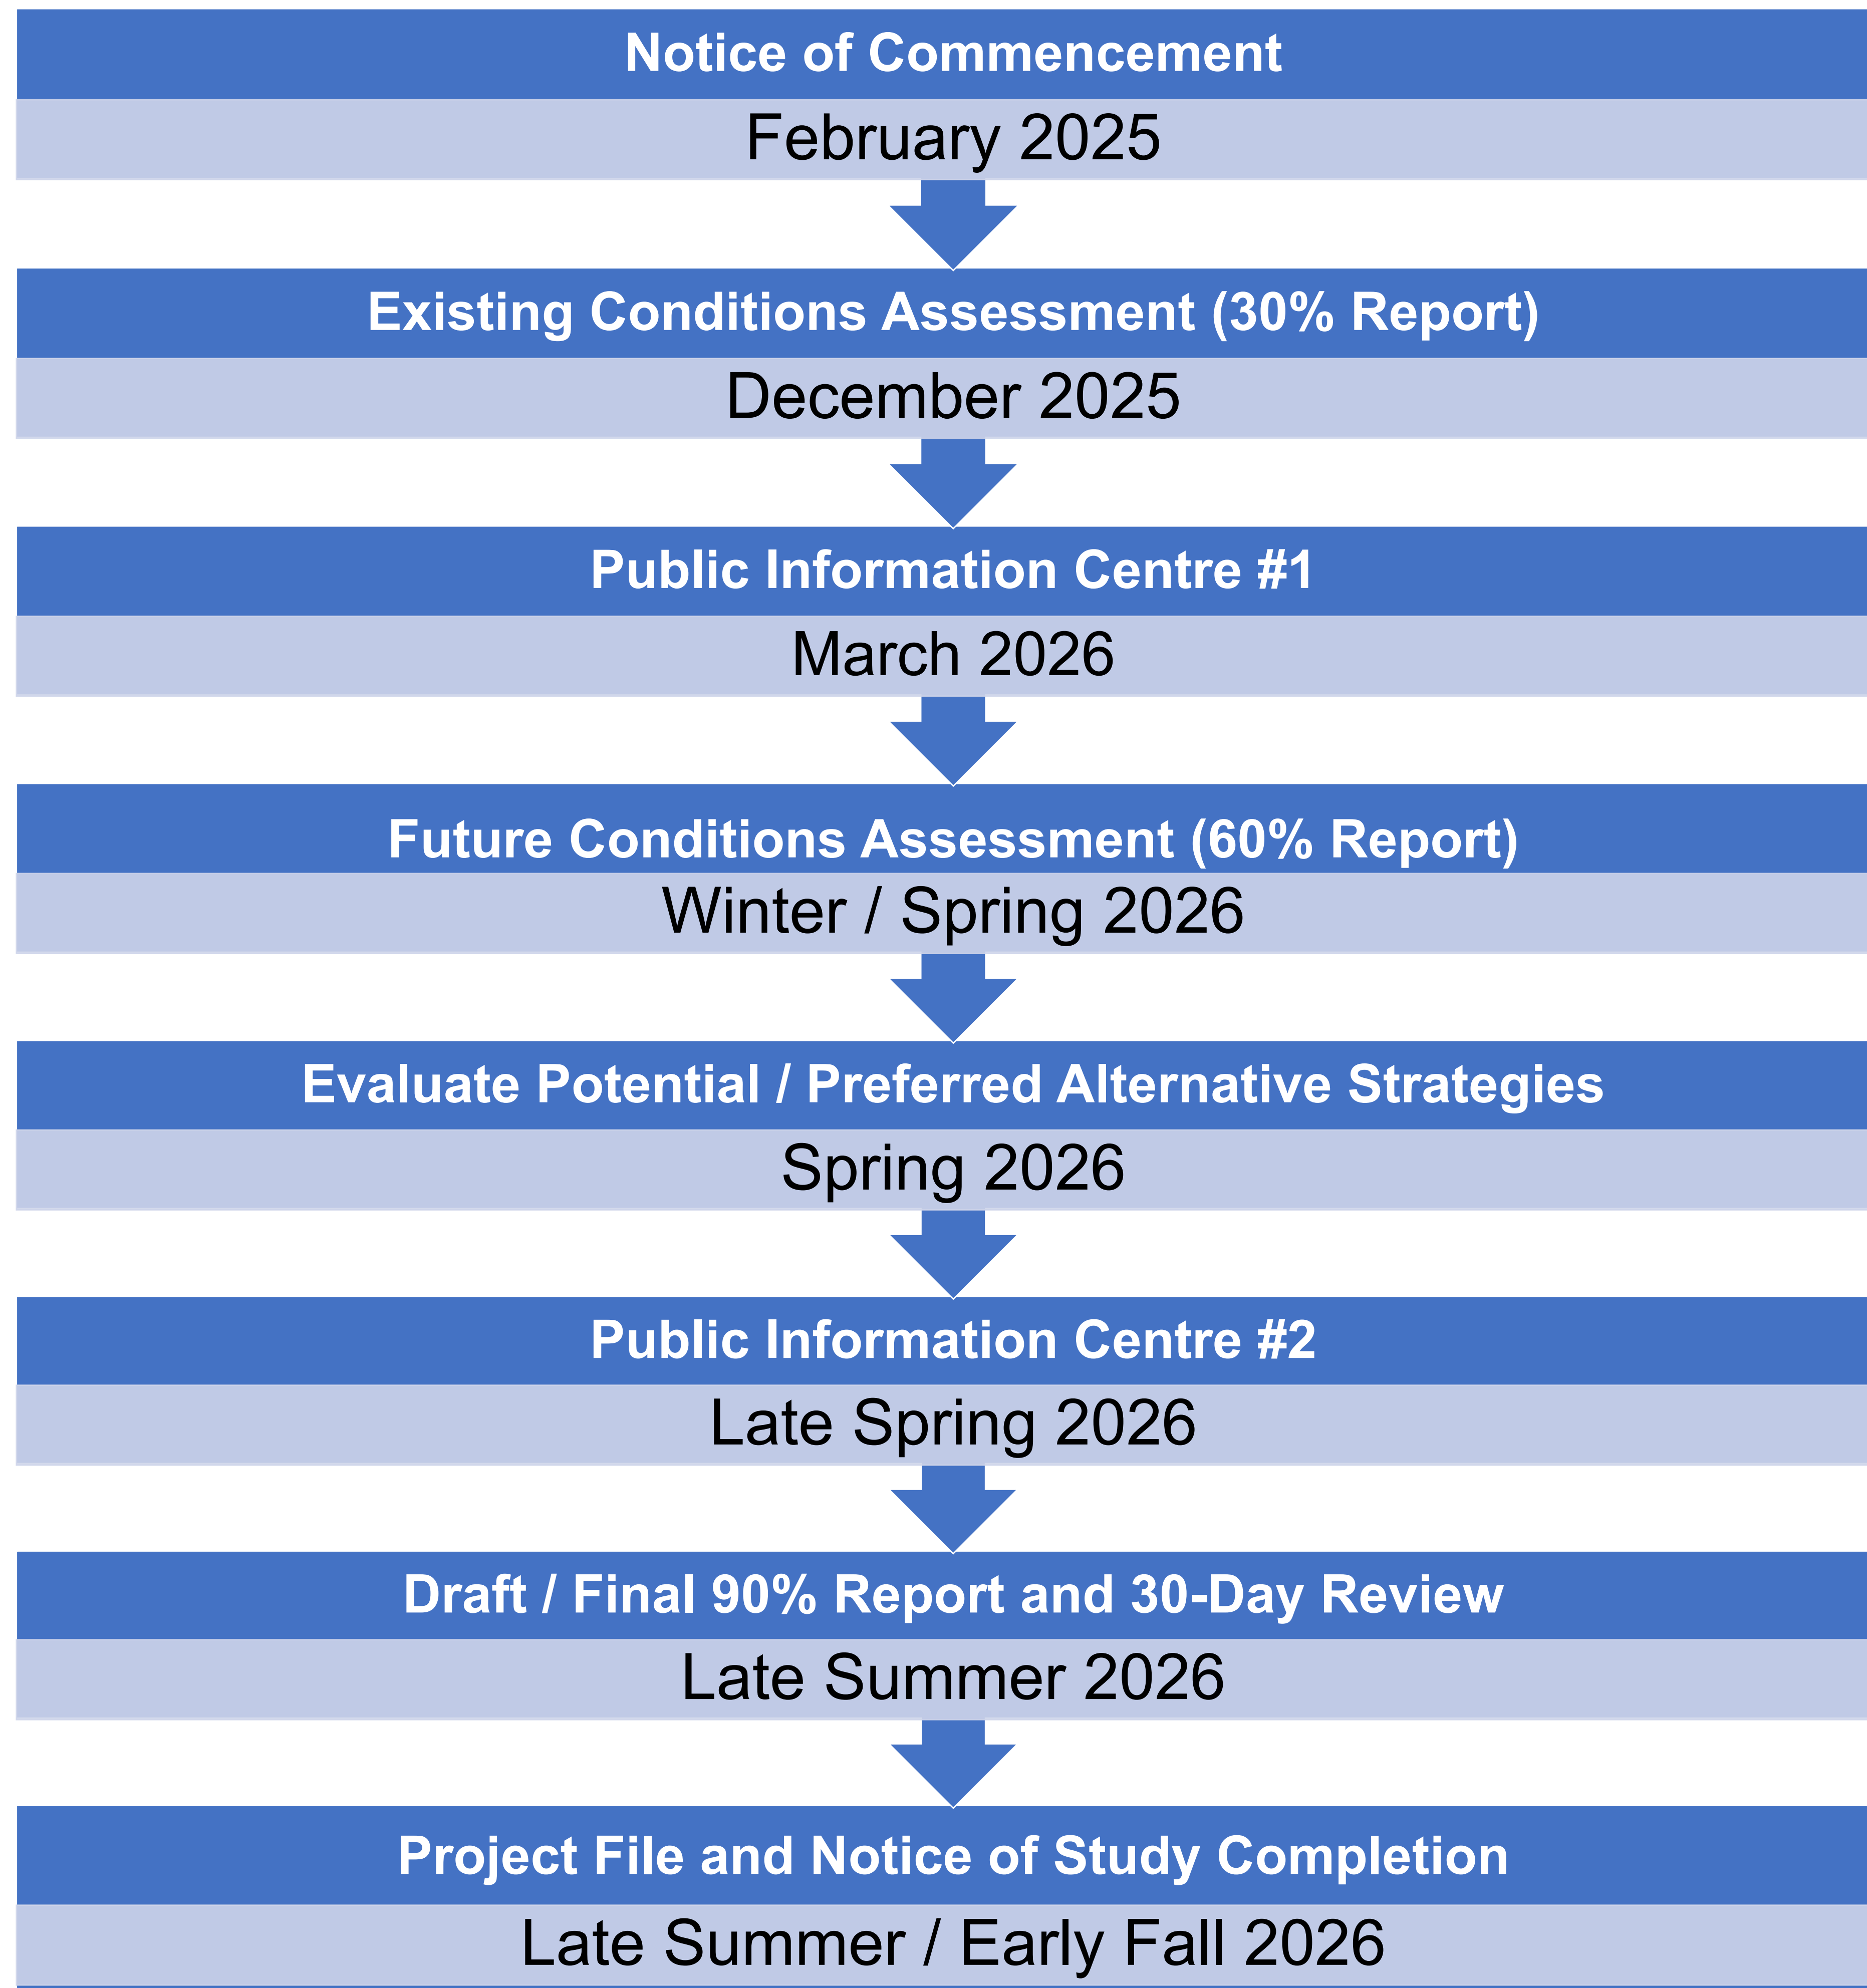 Notice of Commencement
February 2025
Existing Conditions Assessment (30% Report)
December 2025
Public Information Centre #1
March 2026
Future Conditions Assessment (60% Report)
Winter / Spring 2026
Evaluate Potential / Preferred Alternative Strategies
Spring 2026
Public Information Centre #2
Late Spring 2026
Draft / Final 90% Report and 30-Day Review
Late Summer 2026
Project File and Notice of Study Completion
Late Summer / Early Fall 2026